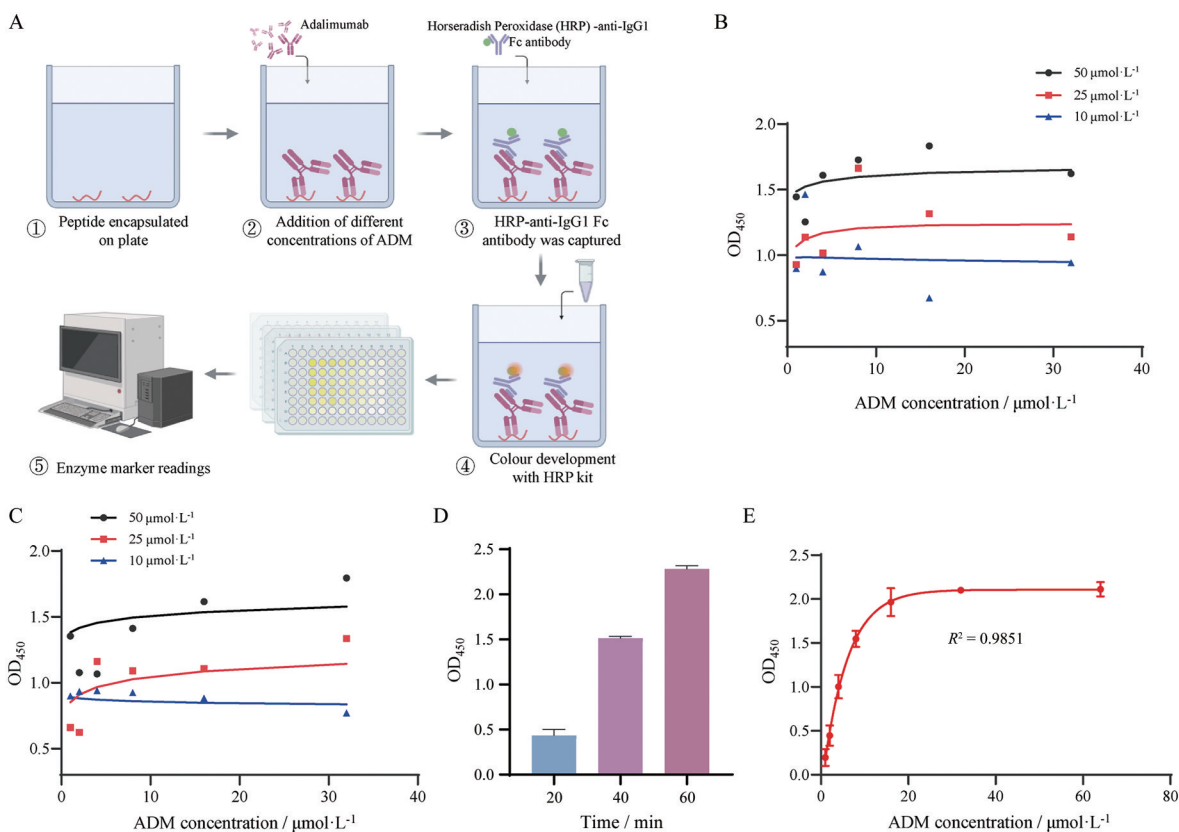 A
Adalimumab
Horseradish Peroxidase (HRP) -anti-IgG1
Fc antibody
① Peptide encapsulated
on plate
② Addition of different
concentrations of ADM
③ HRP-anti-IgG1 Fc
antibody was captured
⑤ Enzyme marker readings
④ Colour development
with HRP kit
B
50 μmol·L⁻¹
25 μmol·L⁻¹
10 μmol·L⁻¹
2.0
1.5
1.0
0.5
OD₄₅₀
0 10 20 30 40
ADM concentration / μmol·L⁻¹
C
50 μmol·L⁻¹
25 μmol·L⁻¹
10 μmol·L⁻¹
2.0
1.5
1.0
0.5
OD₄₅₀
0 10 20 30 40
ADM concentration / μmol·L⁻¹
D
2.5
2.0
1.5
1.0
0.5
0.0
OD₄₅₀
20 40 60
Time / min
E
2.5
2.0
1.5
1.0
0.5
0.0
OD₄₅₀
R² = 0.9851
0 20 40 60 80
ADM concentration / μmol·L⁻¹